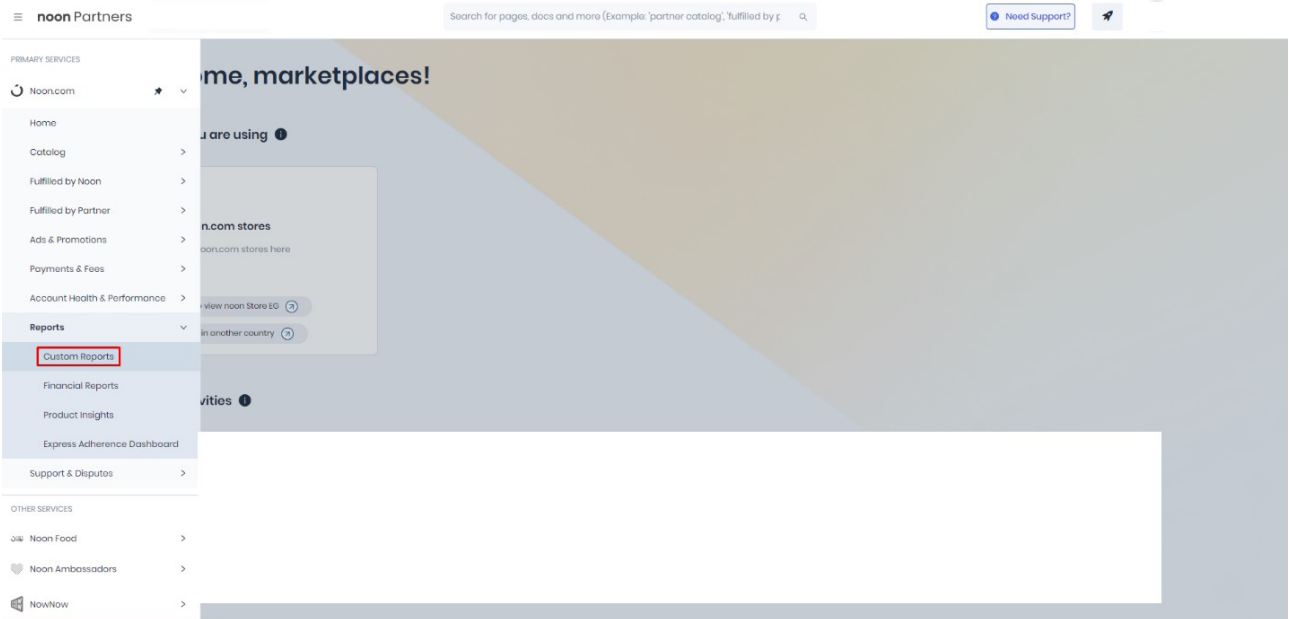 noon Partners
Search for pages, docs and more (Example: 'partner catalog', 'fulfilled by p
Need Support?
PRIMARY SERVICES
Noon.com
Home
Catalog
Fulfilled by Noon
Fulfilled by Partner
Ads & Promotions
Payments & Fees
Account Health & Performance
Reports
Custom Reports
Financial Reports
Product Insights
Express Adherence Dashboard
Support & Disputes
OTHER SERVICES
Noon Food
Noon Ambassadors
NowNow
ome, marketplaces!
u are using
n.com stores
oon.com stores here
view noon Store EG
in another country
vities